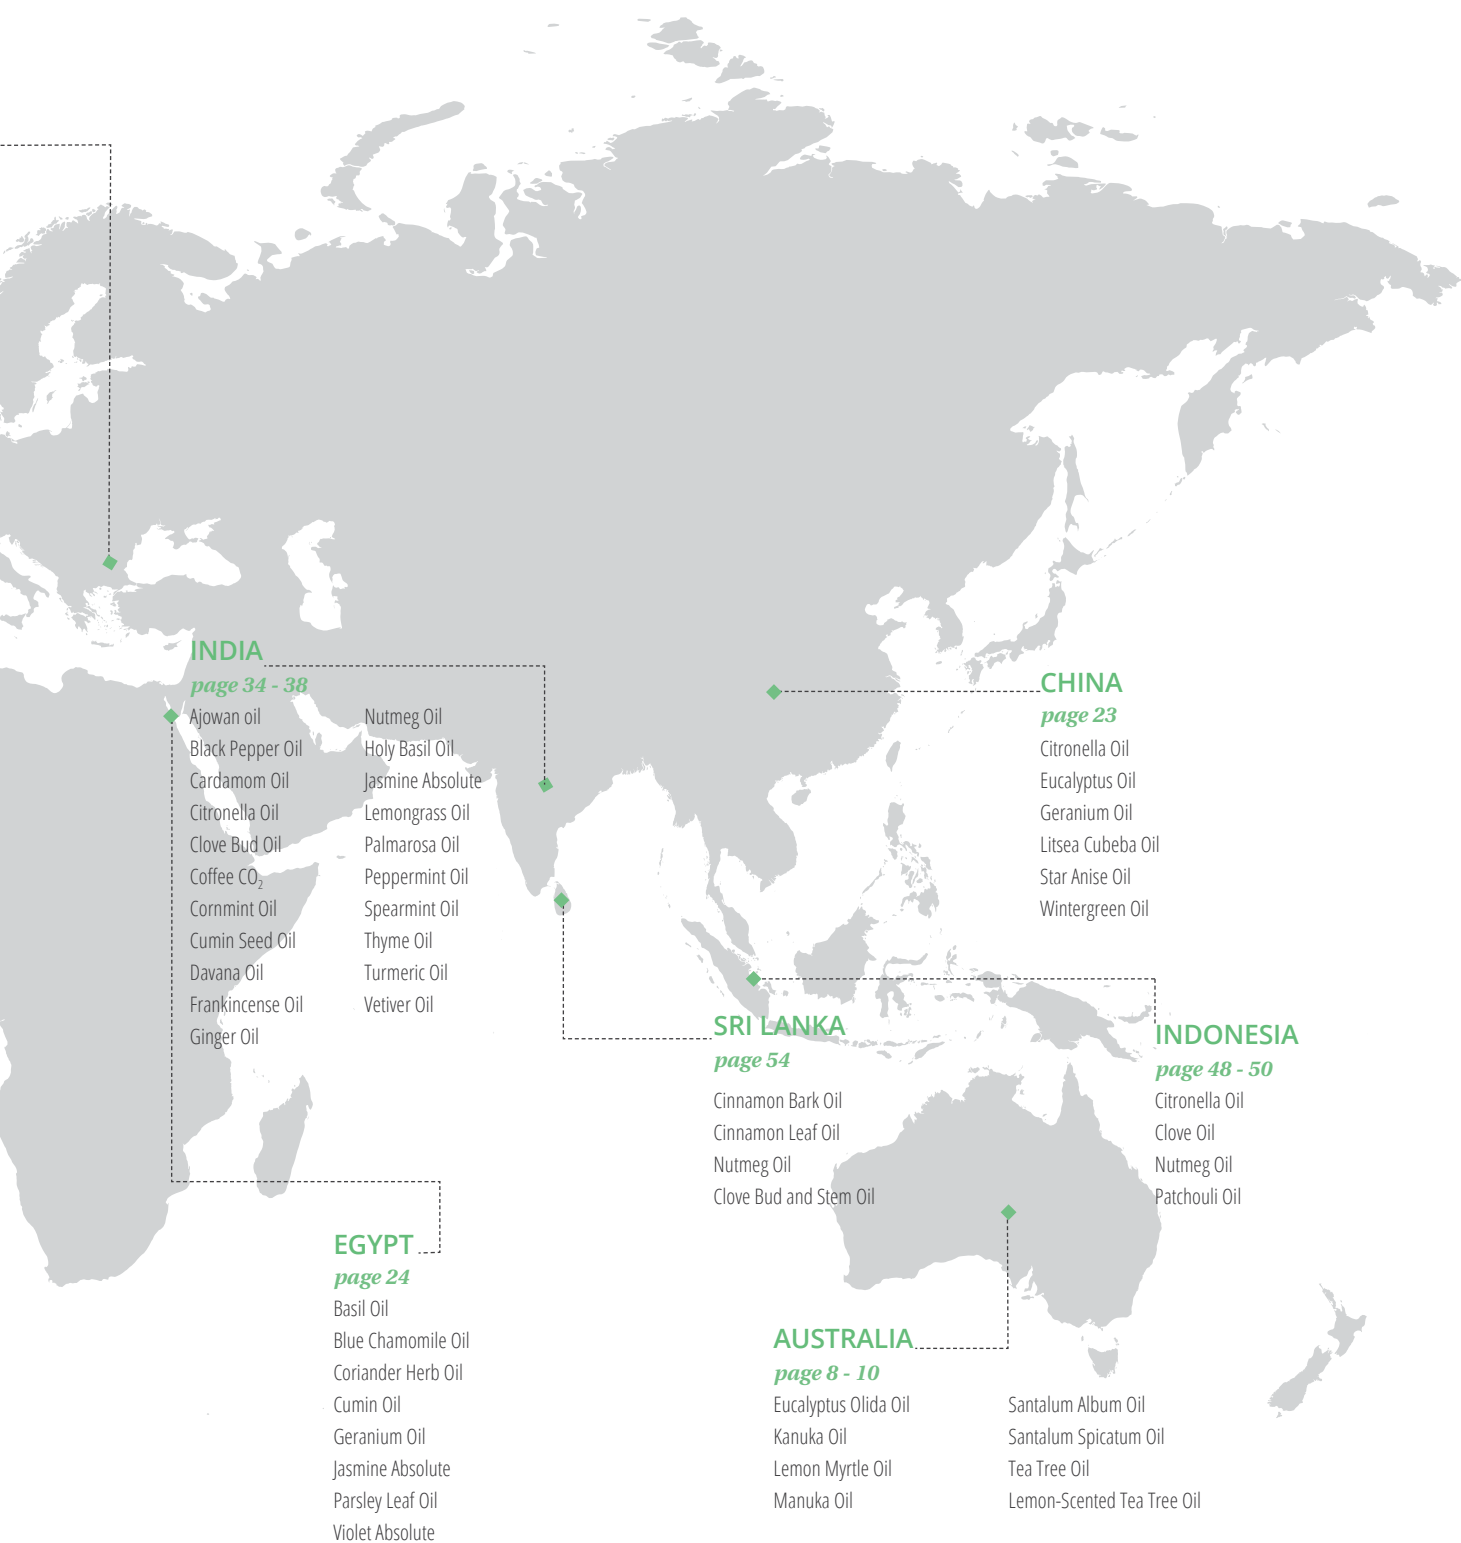 INDIA
page 34 - 38
Ajowan oil
Black Pepper Oil
Cardamom Oil
Citronella Oil
Clove Bud Oil
Coffee CO₂
Cornmint Oil
Cumin Seed Oil
Davana Oil
Frankincense Oil
Ginger Oil
Nutmeg Oil
Holy Basil Oil
Jasmine Absolute
Lemongrass Oil
Palmarosa Oil
Peppermint Oil
Spearmint Oil
Thyme Oil
Turmeric Oil
Vetiver Oil
CHINA
page 23
Citronella Oil
Eucalyptus Oil
Geranium Oil
Litsea Cubeba Oil
Star Anise Oil
Wintergreen Oil
SRI LANKA
page 54
Cinnamon Bark Oil
Cinnamon Leaf Oil
Nutmeg Oil
Clove Bud and Stem Oil
INDONESIA
page 48 - 50
Citronella Oil
Clove Oil
Nutmeg Oil
Patchouli Oil
EGYPT
page 24
Basil Oil
Blue Chamomile Oil
Coriander Herb Oil
Cumin Oil
Geranium Oil
Jasmine Absolute
Parsley Leaf Oil
Violet Absolute
AUSTRALIA
page 8 - 10
Eucalyptus Olida Oil
Kanuka Oil
Lemon Myrtle Oil
Manuka Oil
Santalum Album Oil
Santalum Spicatum Oil
Tea Tree Oil
Lemon-Scented Tea Tree Oil